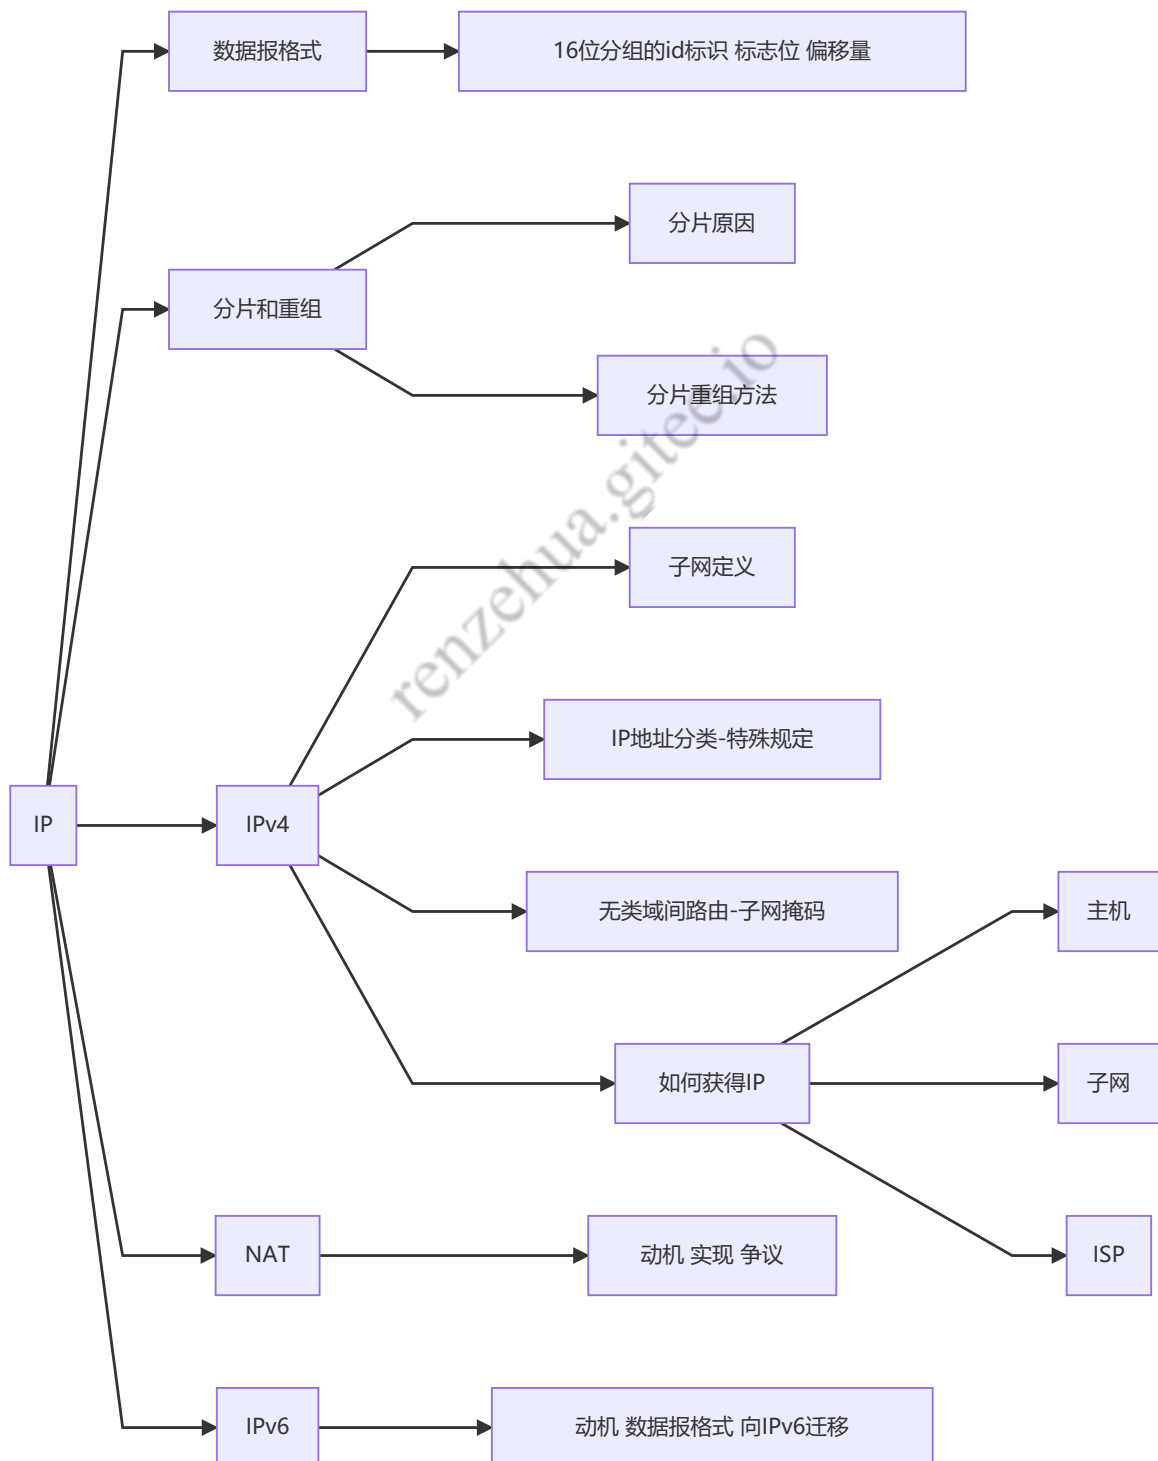 数据报格式
16位分组的id标识 标志位 偏移量
分片原因
分片和重组
分片重组方法
子网定义
IP地址分类-特殊规定
IP
IPv4
无类域间路由-子网掩码
主机
如何获得IP
子网
NAT
动机 实现 争议
ISP
IPv6
动机 数据报格式 向IPv6迁移
renzehua.gitee.io